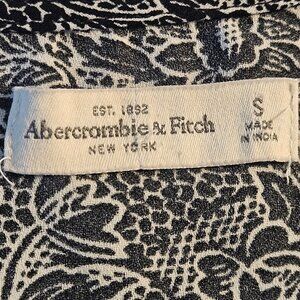 EST. 1892
Abercrombie & Fitch
NEW YORK
S
MADE
IN INDIA